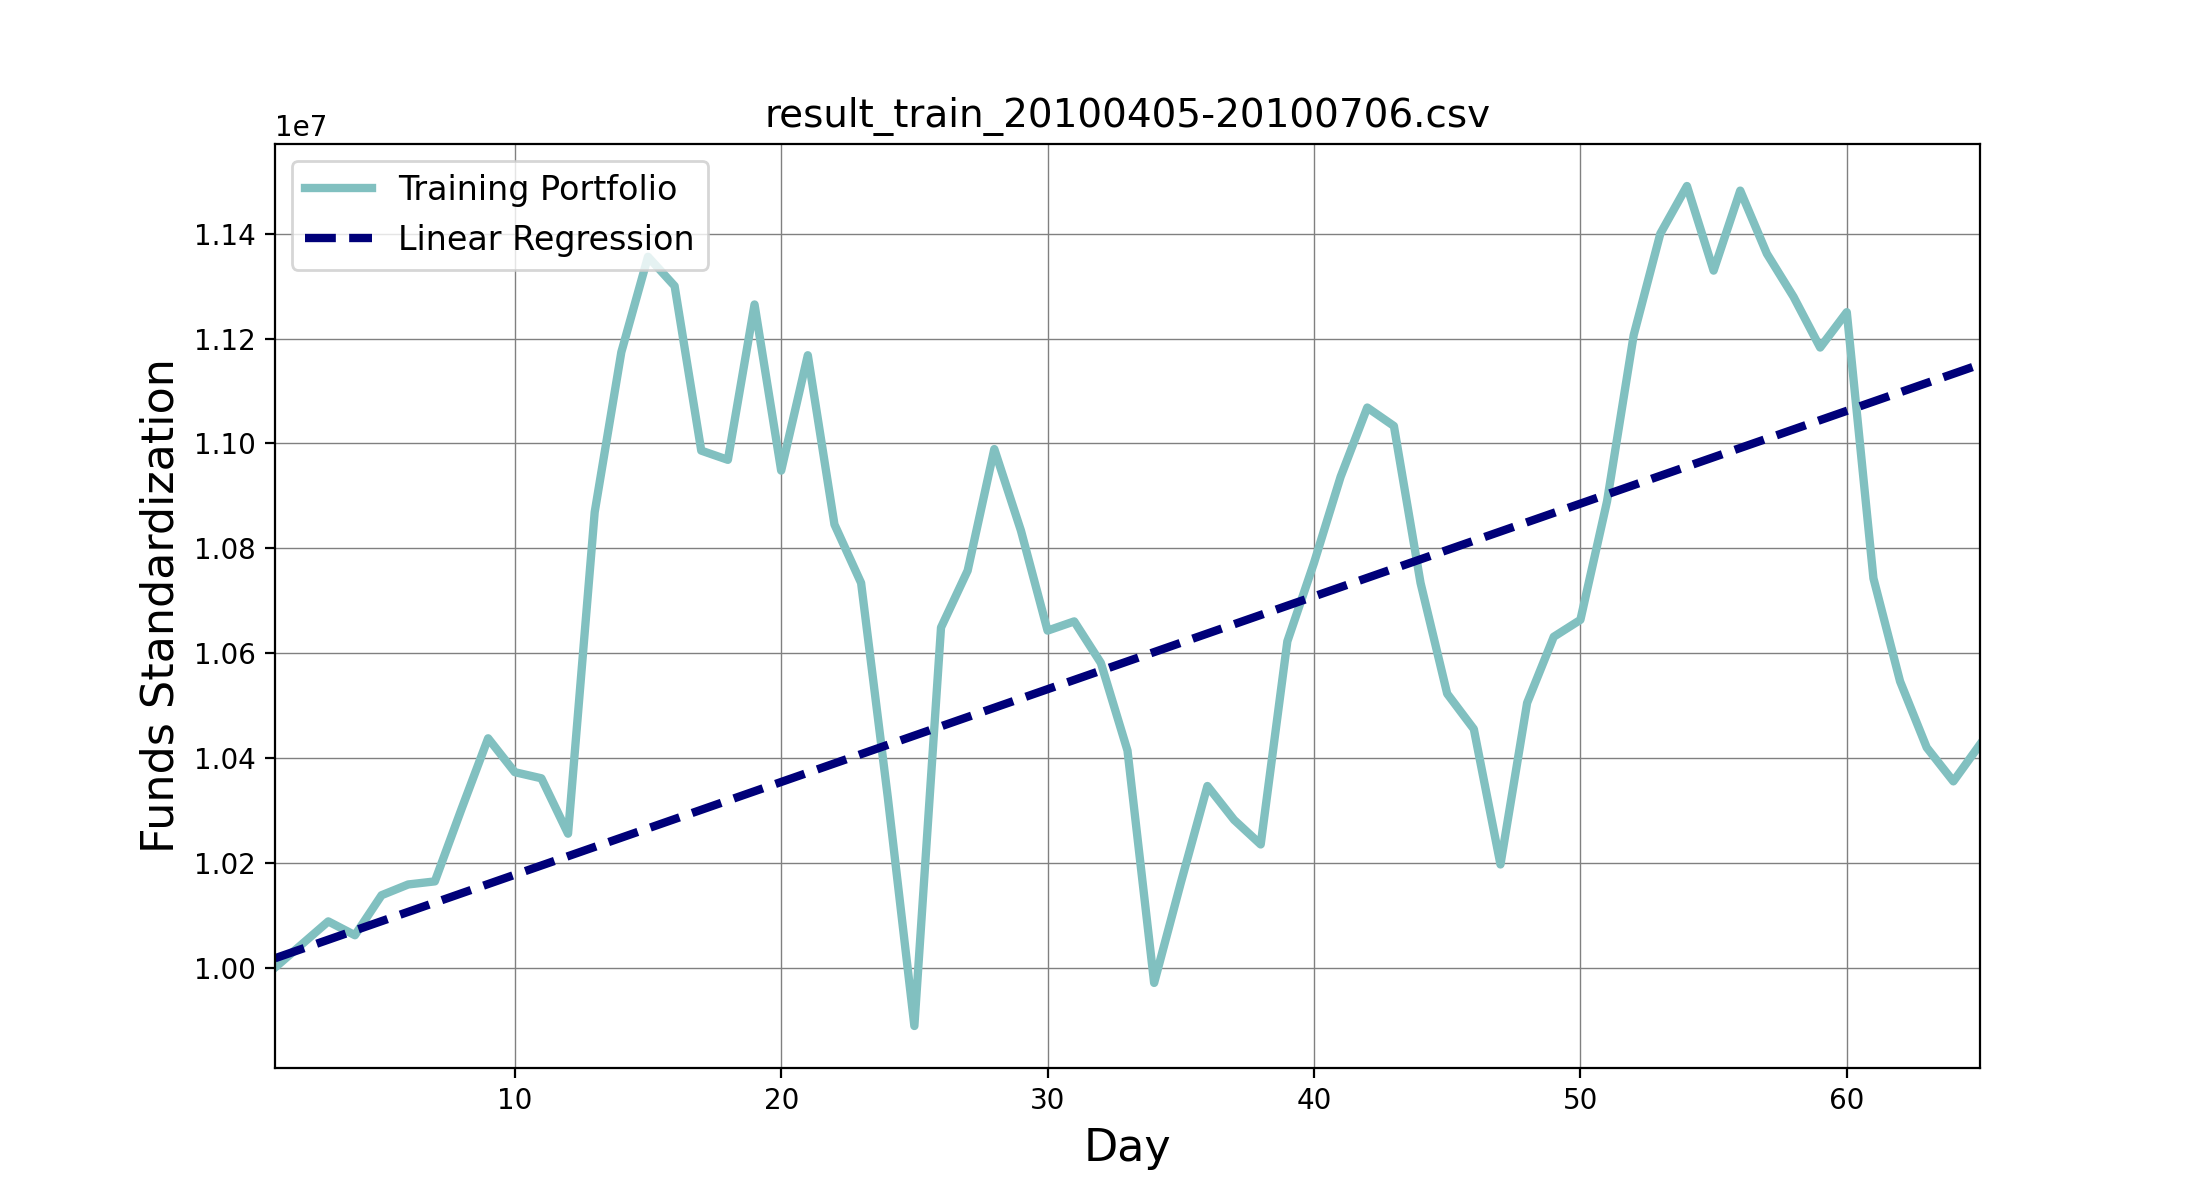 result_train_20100405-20100706.csv
1e7
Training Portfolio
Linear Regression
1.14
1.12
1.10
1.08
1.06
1.04
1.02
1.00
Funds Standardization
10 20 30 40 50 60
Day